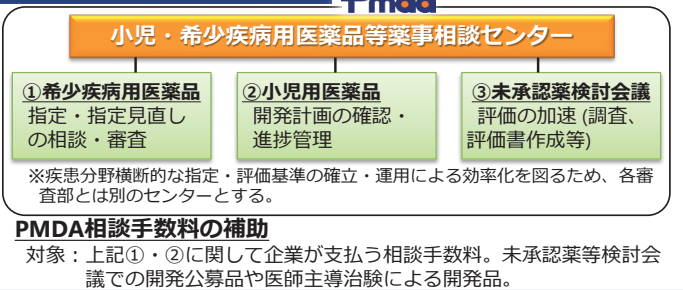 Pmda
小児・希少疾病用医薬品等薬事相談センター
①希少疾病用医薬品
指定・指定見直し
の相談・審査
②小児用医薬品
開発計画の確認・
進捗管理
③未承認薬検討会議
評価の加速 (調査、
評価書作成等)
※疾患分野横断的な指定・評価基準の確立・運用による効率化を図るため、各審
査部とは別のセンターとする。
PMDA相談手数料の補助
対象：上記①・②に関して企業が支払う相談手数料。未承認薬等検討会
議での開発公募品や医師主導治験による開発品。